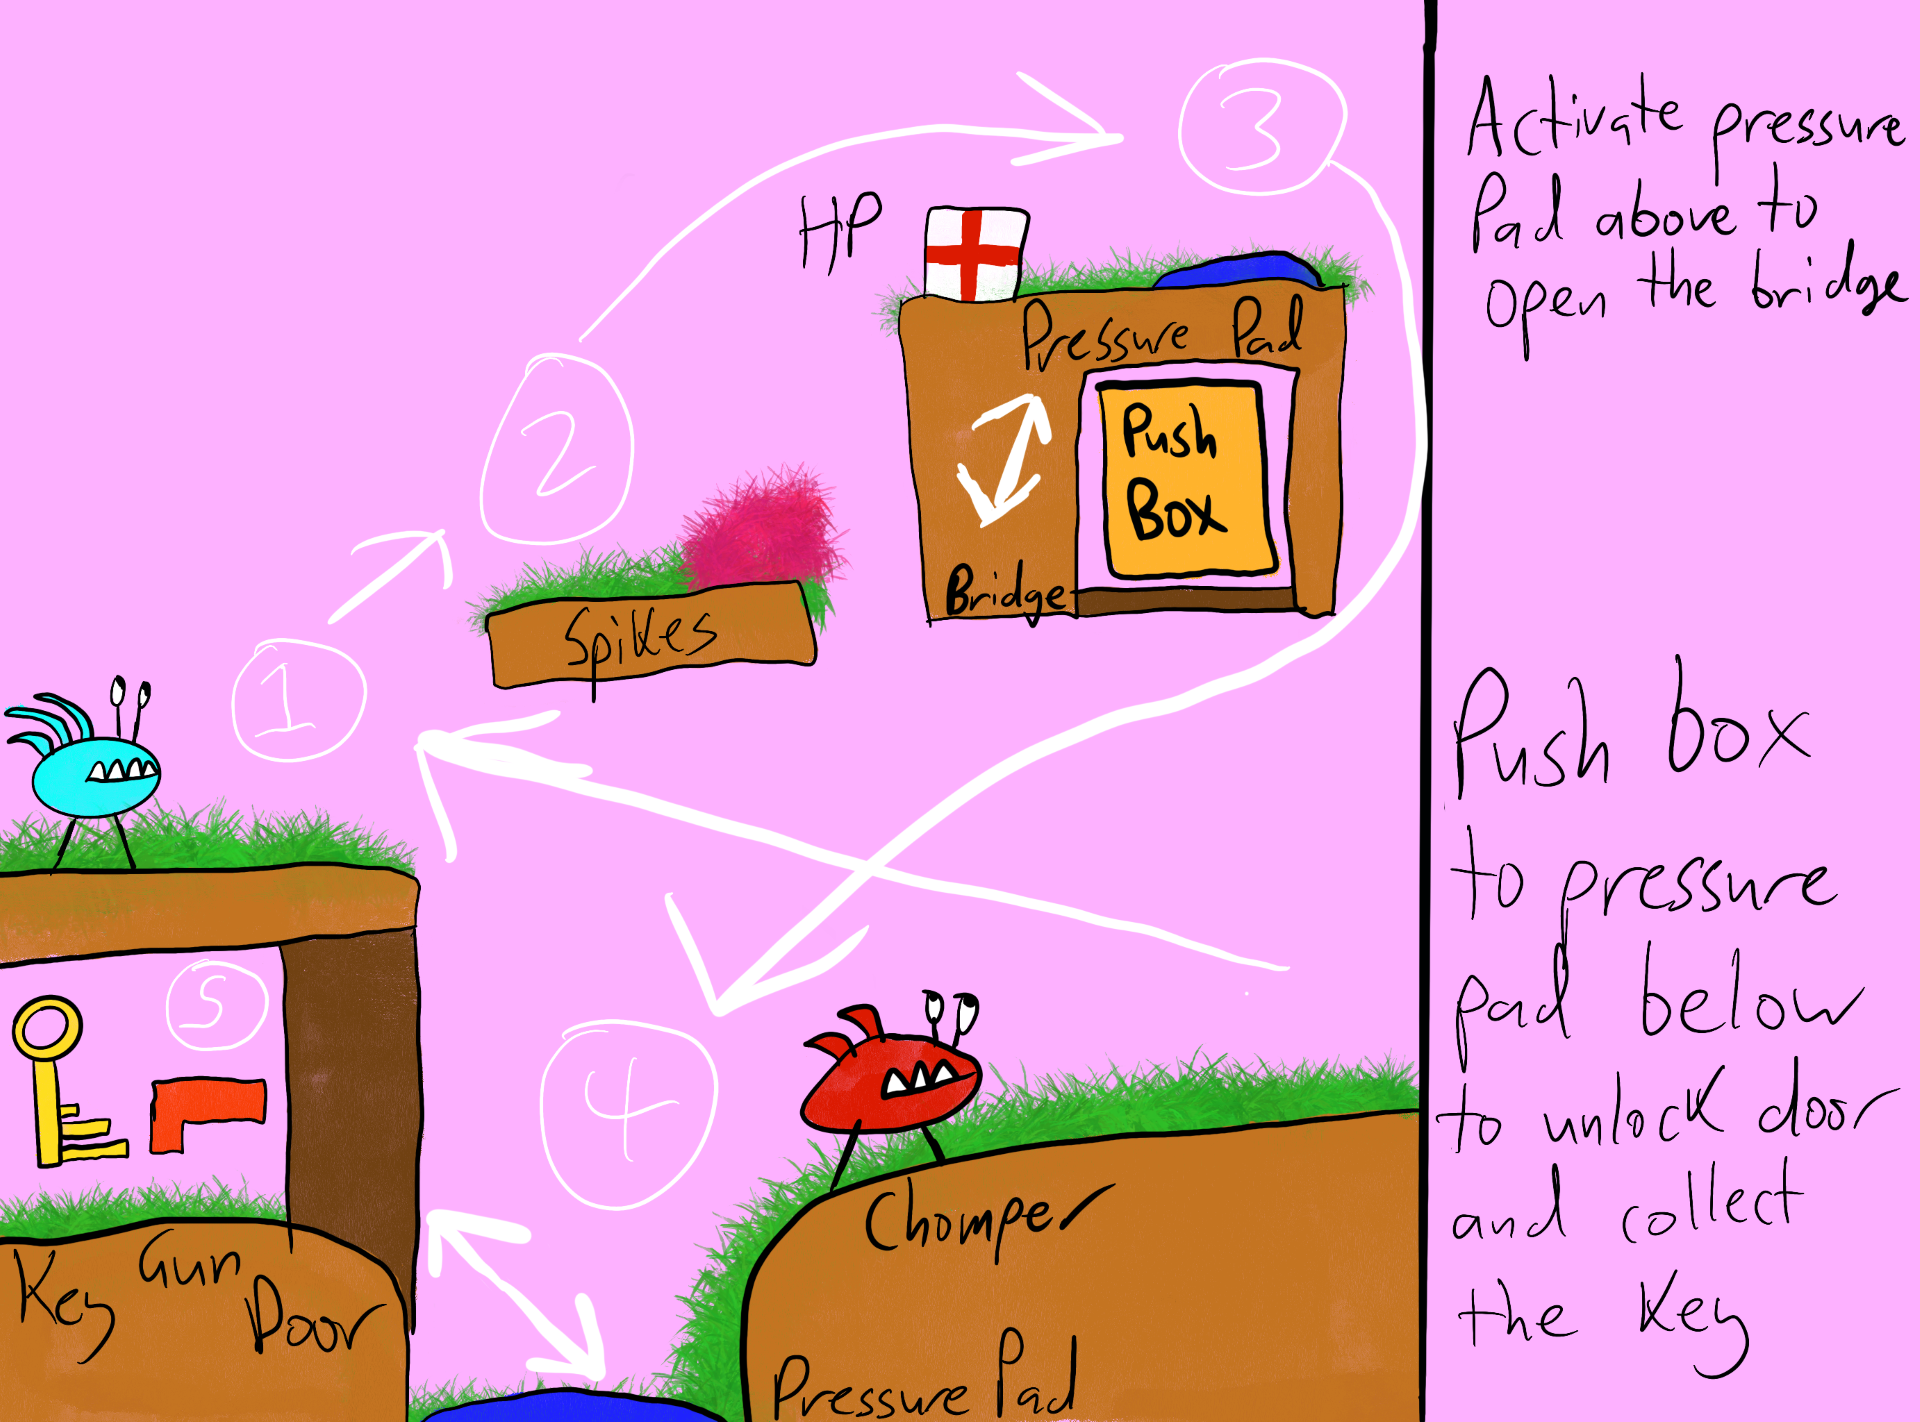 3
HP
Pressure Pad
2
Push
Box
Bridge
Spikes
1
5
4
Chomper
Key Gun
Door
Pressure Pad
Activate pressure
Pad above to
open the bridge
Push box
to pressure
pad below
to unlock door
and collect
the Key